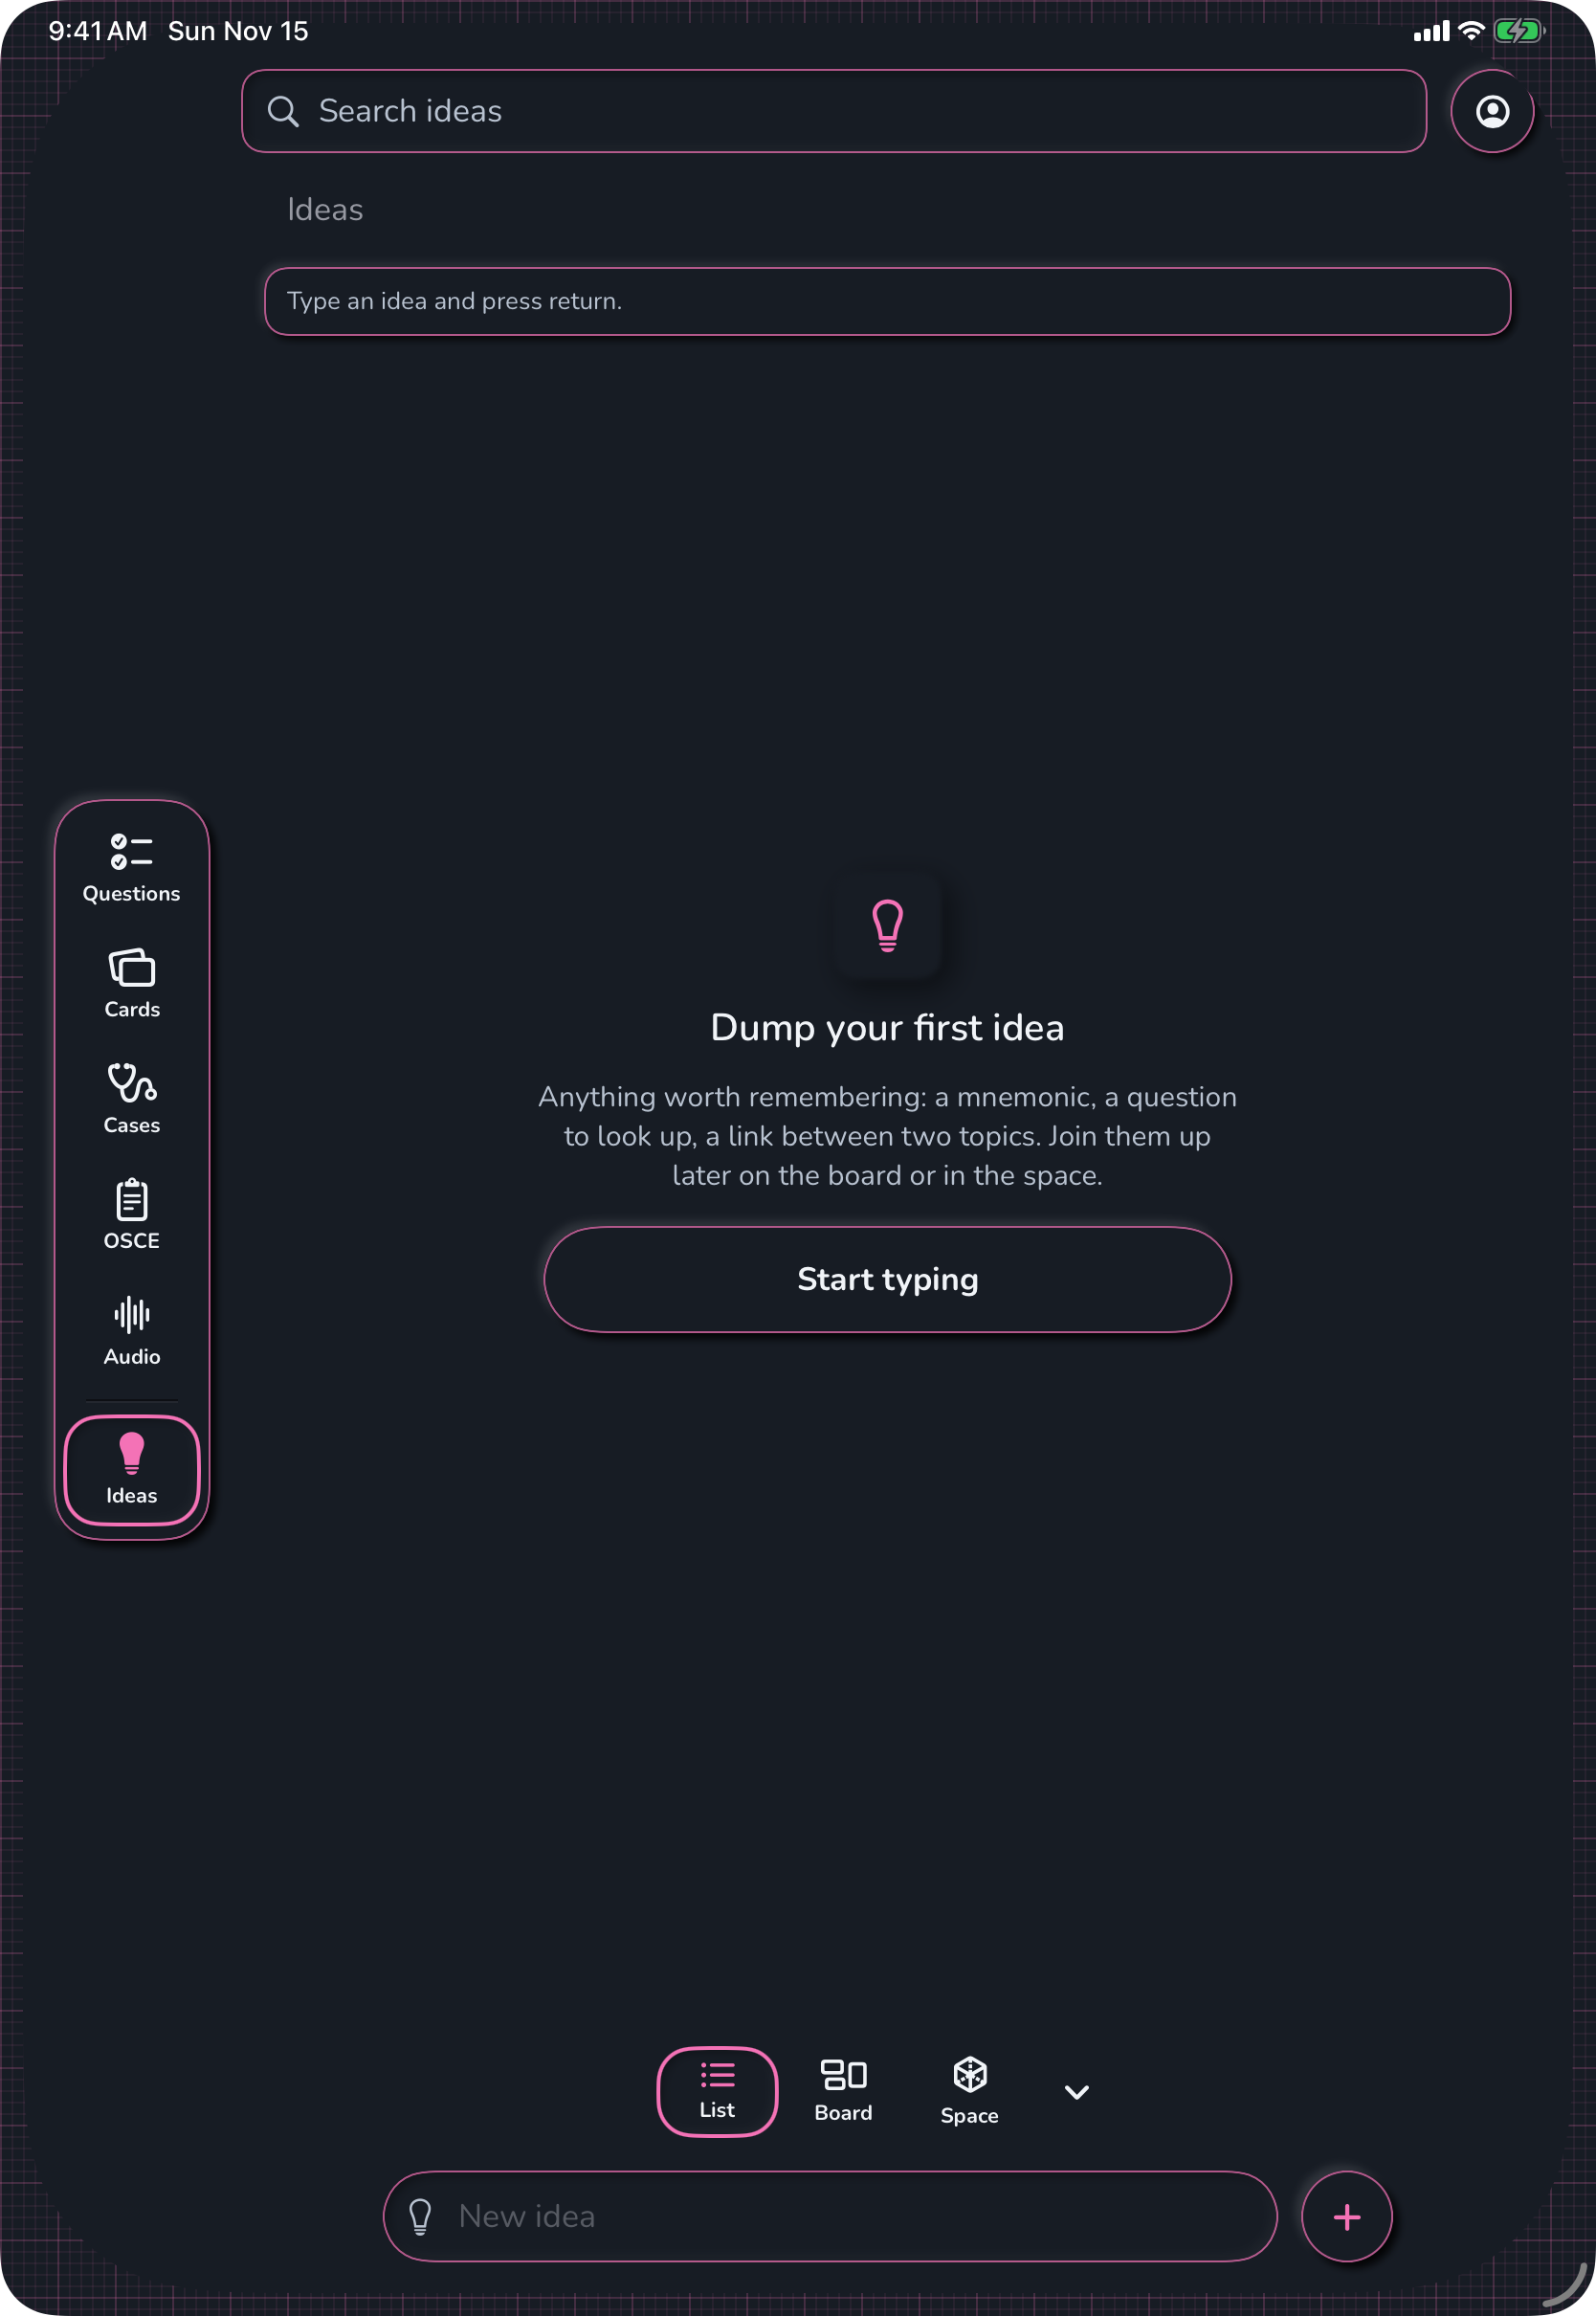 9:41 AM Sun Nov 15
Search ideas
Ideas
Type an idea and press return.
Questions
Cards
Cases
OSCE
Audio
Ideas
Dump your first idea
Anything worth remembering: a mnemonic, a question
to look up, a link between two topics. Join them up
later on the board or in the space.
Start typing
List
Board
Space
New idea